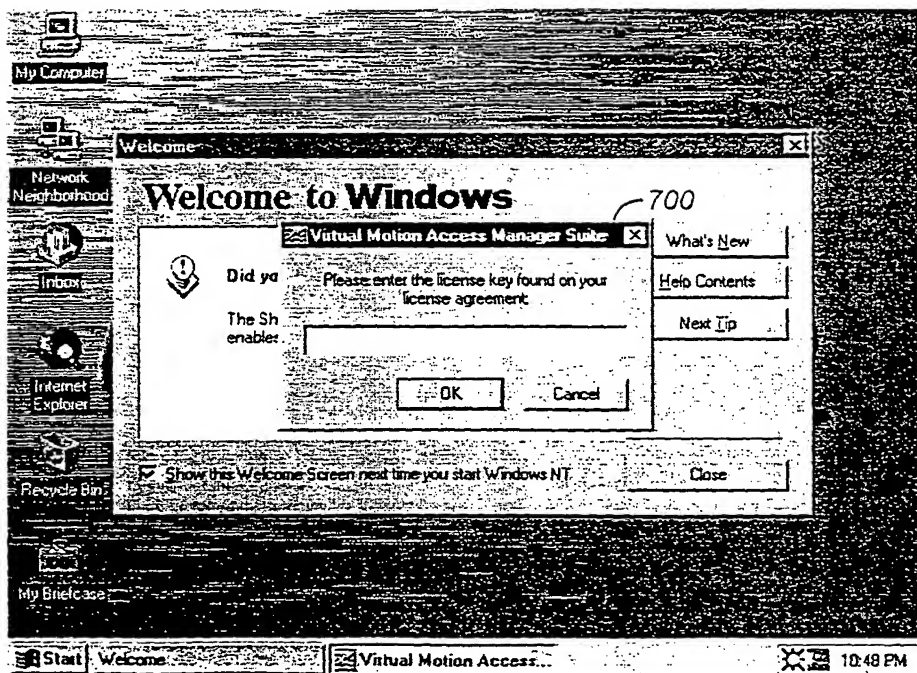 My Computer
Network
Neighborhood
Inbox
Internet
Explorer
Recycle Bin
My Briefcase
Welcome
Welcome to Windows
700
Virtual Motion Access Manager Suite
Did yo
Please enter the license key found on your
license agreement.
The Sh
enables
OK
Cancel
What's New
Help Contents
Next Tip
Show this Welcome Screen next time you start Windows NT
Close
Start
Welcome
Virtual Motion Access...
10:48 PM